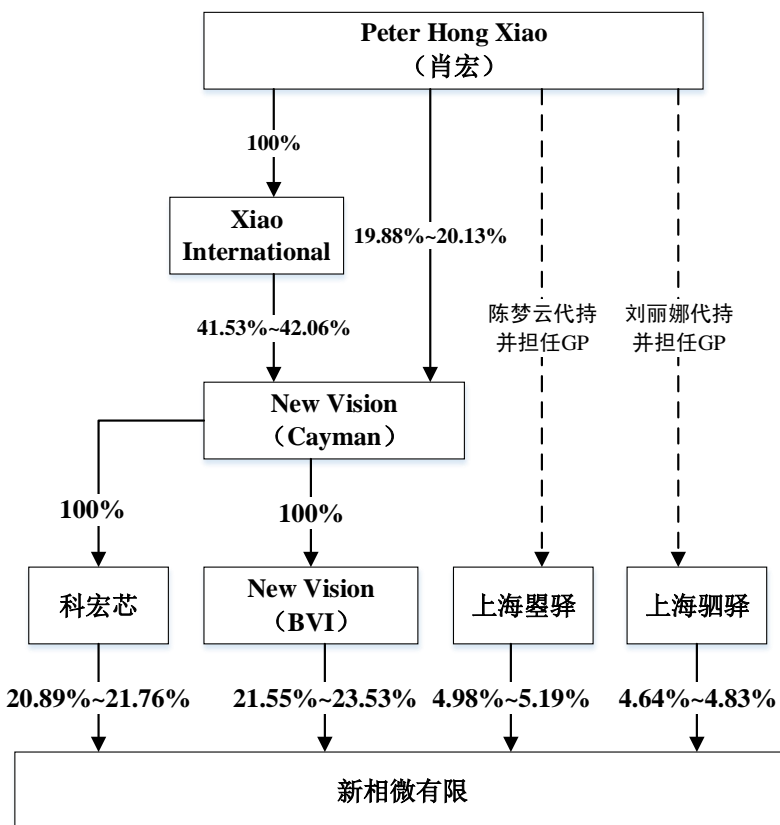 Peter Hong Xiao
（肖宏）
100%
Xiao
International
19.88%~20.13%
41.53%~42.06%
陈梦云代持
并担任GP
刘丽娜代持
并担任GP
New Vision
（Cayman）
100%
100%
科宏芯
New Vision
（BVI）
上海曌驿
上海驷驿
20.89%~21.76%
21.55%~23.53%
4.98%~5.19%
4.64%~4.83%
新相微有限